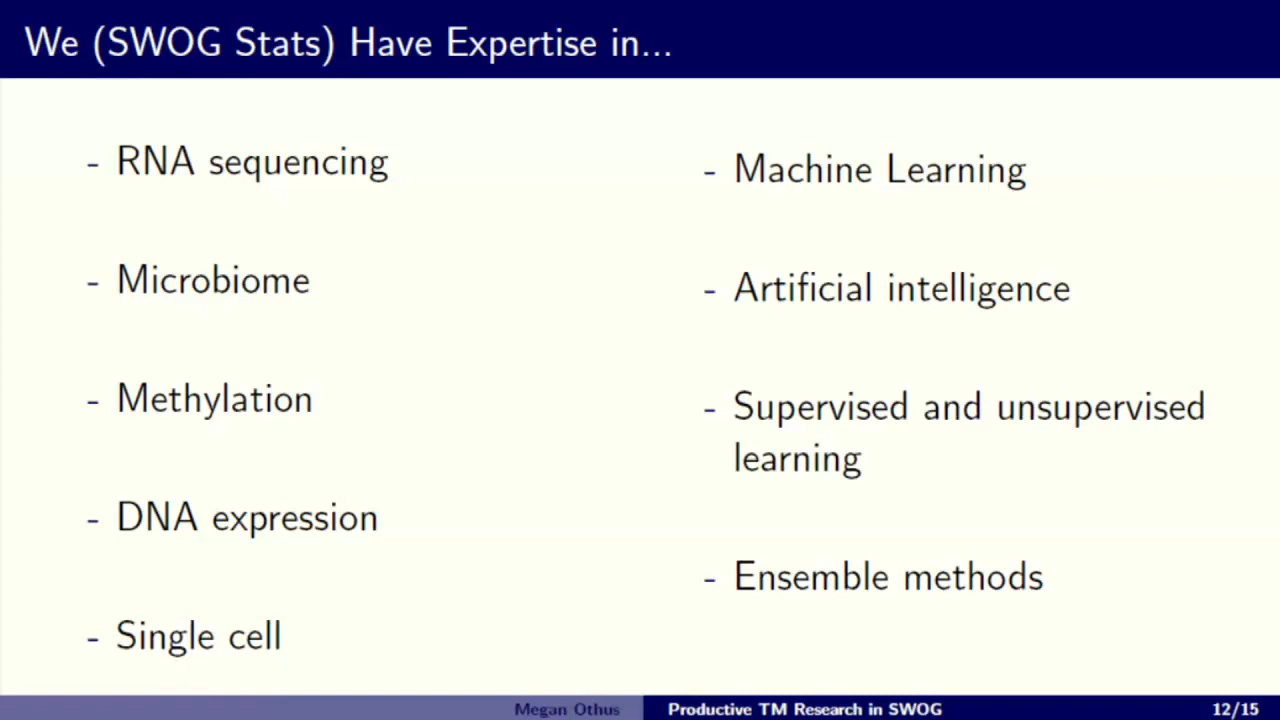 We (SWOG Stats) Have Expertise in...
- RNA sequencing
- Microbiome
- Methylation
- DNA expression
- Single cell
- Machine Learning
- Artificial intelligence
- Supervised and unsupervised
learning
- Ensemble methods
Megan Othus
Productive TM Research in SWOG
12/15